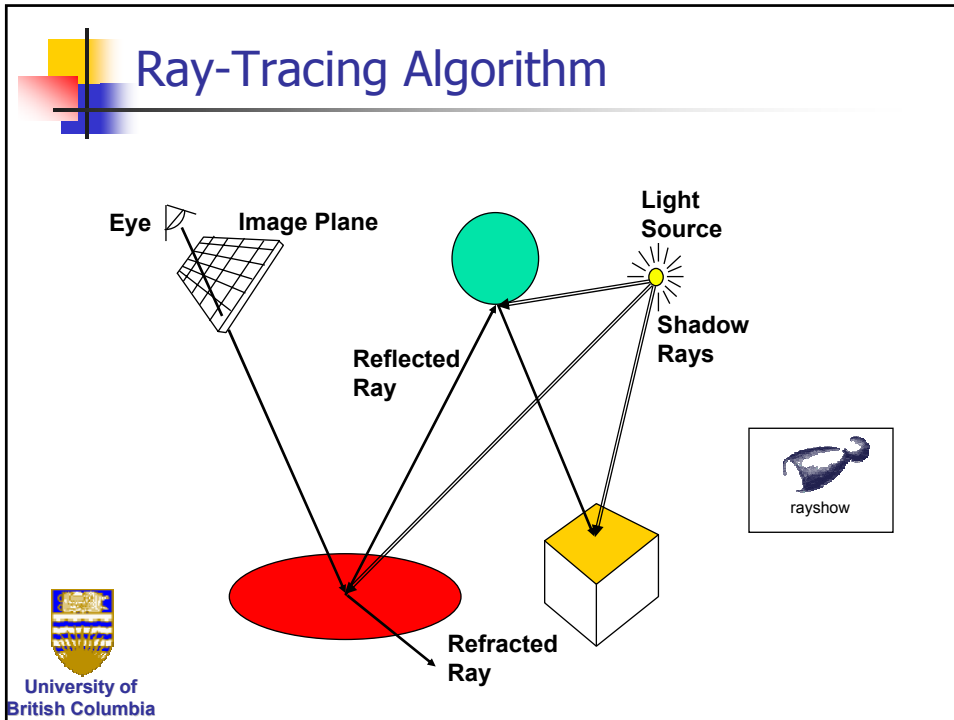 Ray-Tracing Algorithm
Eye
Image Plane
Light
Source
Shadow
Rays
Reflected
Ray
rayshow
Refracted
Ray
University of
British Columbia